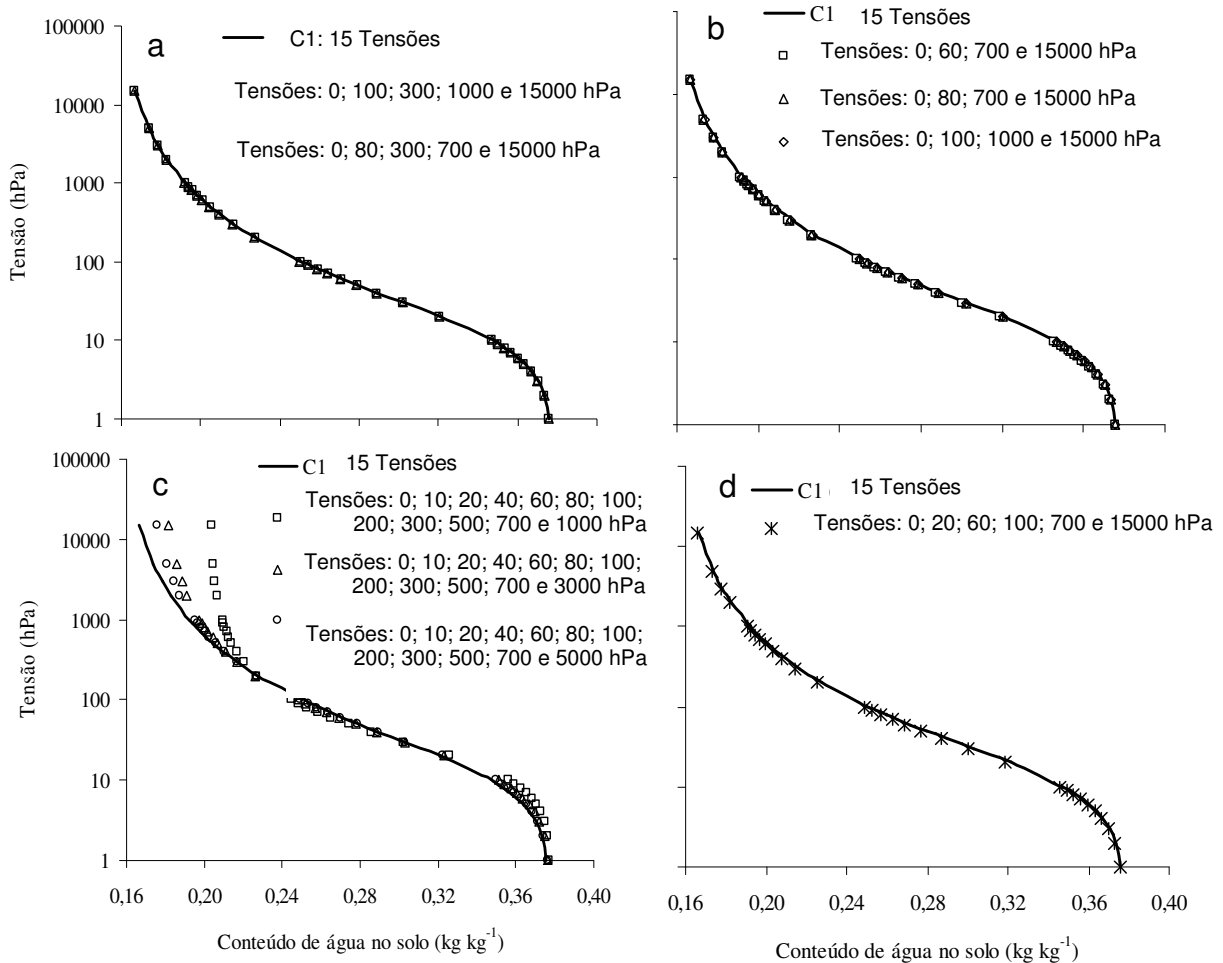 a
C1: 15 Tensões
Tensões: 0; 100; 300; 1000 e 15000 hPa
Tensões: 0; 80; 300; 700 e 15000 hPa
100000
10000
1000
100
10
1
Tensão (hPa)
b
C1 15 Tensões
Tensões: 0; 60; 700 e 15000 hPa
Tensões: 0; 80; 700 e 15000 hPa
Tensões: 0; 100; 1000 e 15000 hPa
c
C1 15 Tensões
Tensões: 0; 10; 20; 40; 60; 80; 100;
200; 300; 500; 700 e 1000 hPa
Tensões: 0; 10; 20; 40; 60; 80; 100;
200; 300; 500; 700 e 3000 hPa
Tensões: 0; 10; 20; 40; 60; 80; 100;
200; 300; 500; 700 e 5000 hPa
100000
10000
1000
100
10
1
Tensão (hPa)
0,16 0,20 0,24 0,28 0,32 0,36 0,40
Conteúdo de água no solo (kg kg-1)
d
C1 ( 15 Tensões
Tensões: 0; 20; 60; 100; 700 e 15000 hPa
0,16 0,20 0,24 0,28 0,32 0,36 0,40
Conteúdo de água no solo (kg kg-1)